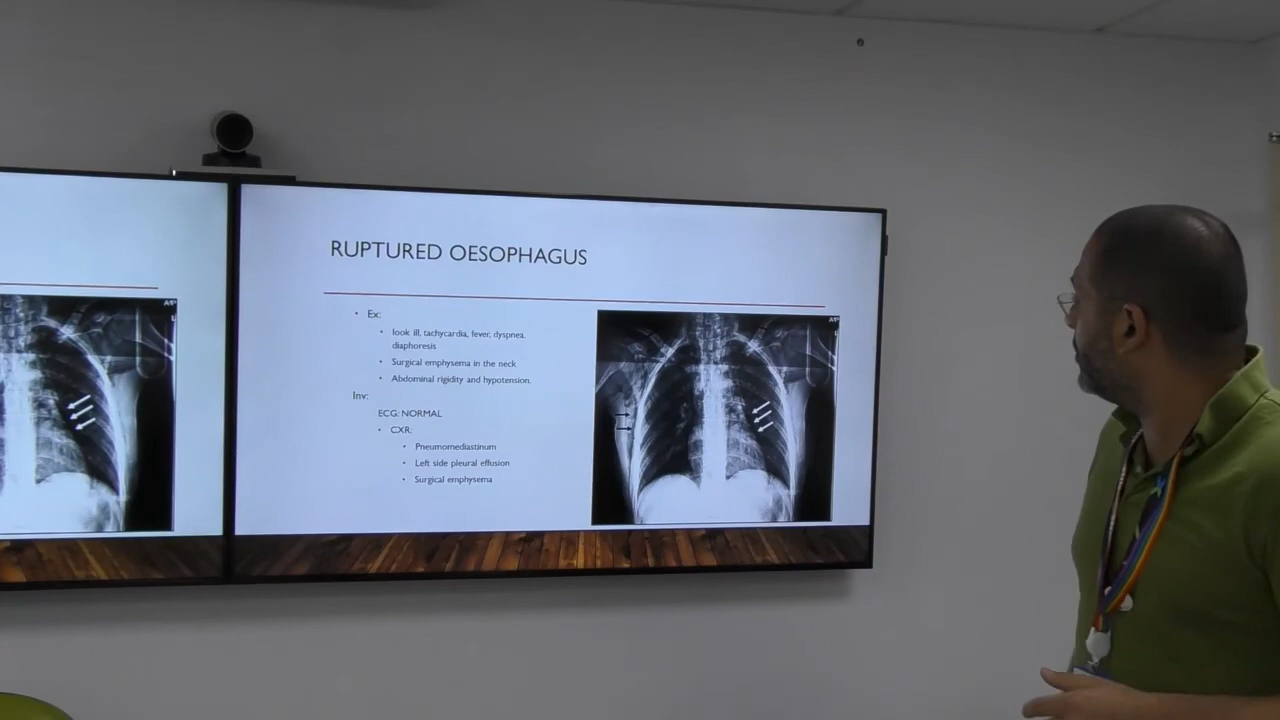 RUPTURED OESOPHAGUS
• Ex:
• look ill, tachycardia, fever, dyspnea,
diaphoresis
• Surgical emphysema in the neck
• Abdominal rigidity and hypotension.
Inv:
ECG: NORMAL
• CXR:
• Pneumomediastinum
• Left side pleural effusion
• Surgical emphysema